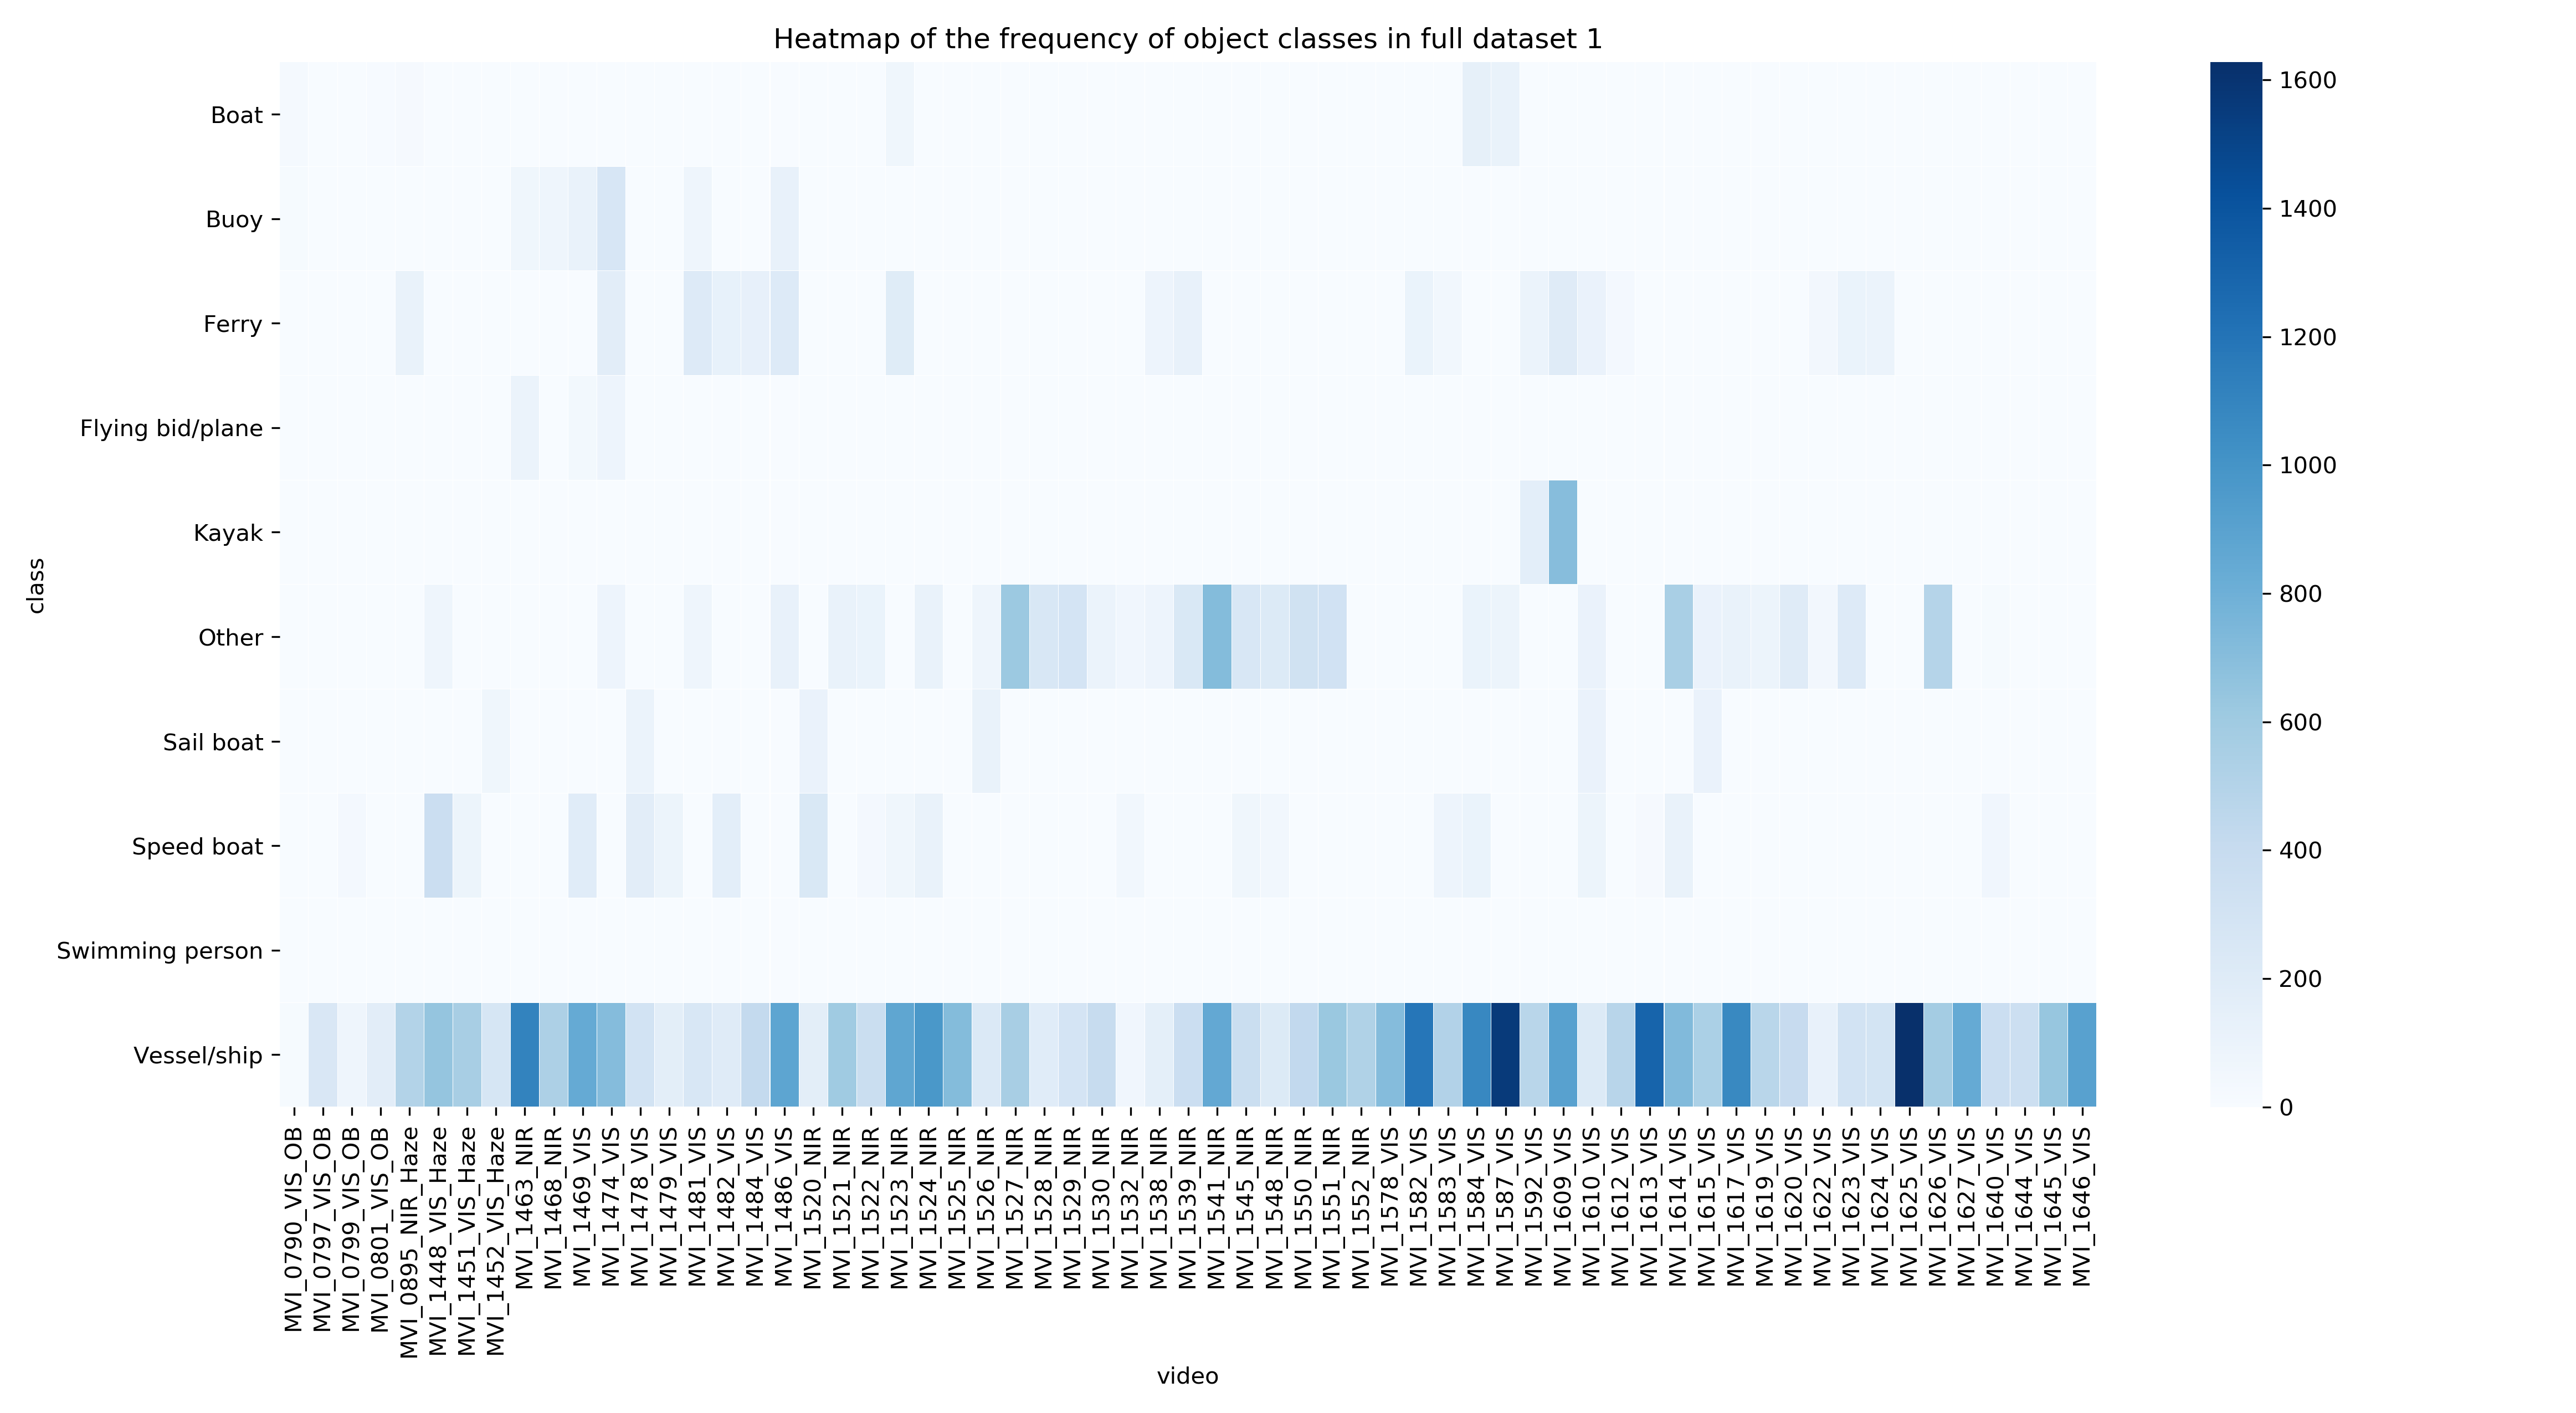 Heatmap of the frequency of object classes in full dataset 1
class
Boat
Buoy
Ferry
Flying bid/plane
Kayak
Other
Sail boat
Speed boat
Swimming person
Vessel/ship
MVI_0790_VIS_OB
MVI_0797_VIS_OB
MVI_0799_VIS_OB
MVI_0801_VIS_OB
MVI_0895_NIR_Haze
MVI_1448_VIS_Haze
MVI_1451_VIS_Haze
MVI_1452_VIS_Haze
MVI_1463_NIR
MVI_1468_NIR
MVI_1469_VIS
MVI_1474_VIS
MVI_1478_VIS
MVI_1479_VIS
MVI_1481_VIS
MVI_1482_VIS
MVI_1484_VIS
MVI_1486_VIS
MVI_1520_NIR
MVI_1521_NIR
MVI_1522_NIR
MVI_1523_NIR
MVI_1524_NIR
MVI_1525_NIR
MVI_1526_NIR
MVI_1527_NIR
MVI_1528_NIR
MVI_1529_NIR
MVI_1530_NIR
MVI_1532_NIR
MVI_1538_NIR
MVI_1539_NIR
MVI_1541_NIR
MVI_1545_NIR
MVI_1548_NIR
MVI_1550_NIR
MVI_1551_NIR
MVI_1552_NIR
MVI_1578_VIS
MVI_1582_VIS
MVI_1583_VIS
MVI_1584_VIS
MVI_1587_VIS
MVI_1592_VIS
MVI_1609_VIS
MVI_1610_VIS
MVI_1612_VIS
MVI_1613_VIS
MVI_1614_VIS
MVI_1615_VIS
MVI_1617_VIS
MVI_1619_VIS
MVI_1620_VIS
MVI_1622_VIS
MVI_1623_VIS
MVI_1624_VIS
MVI_1625_VIS
MVI_1626_VIS
MVI_1627_VIS
MVI_1640_VIS
MVI_1644_VIS
MVI_1645_VIS
MVI_1646_VIS
video
1600
1400
1200
1000
800
600
400
200
0